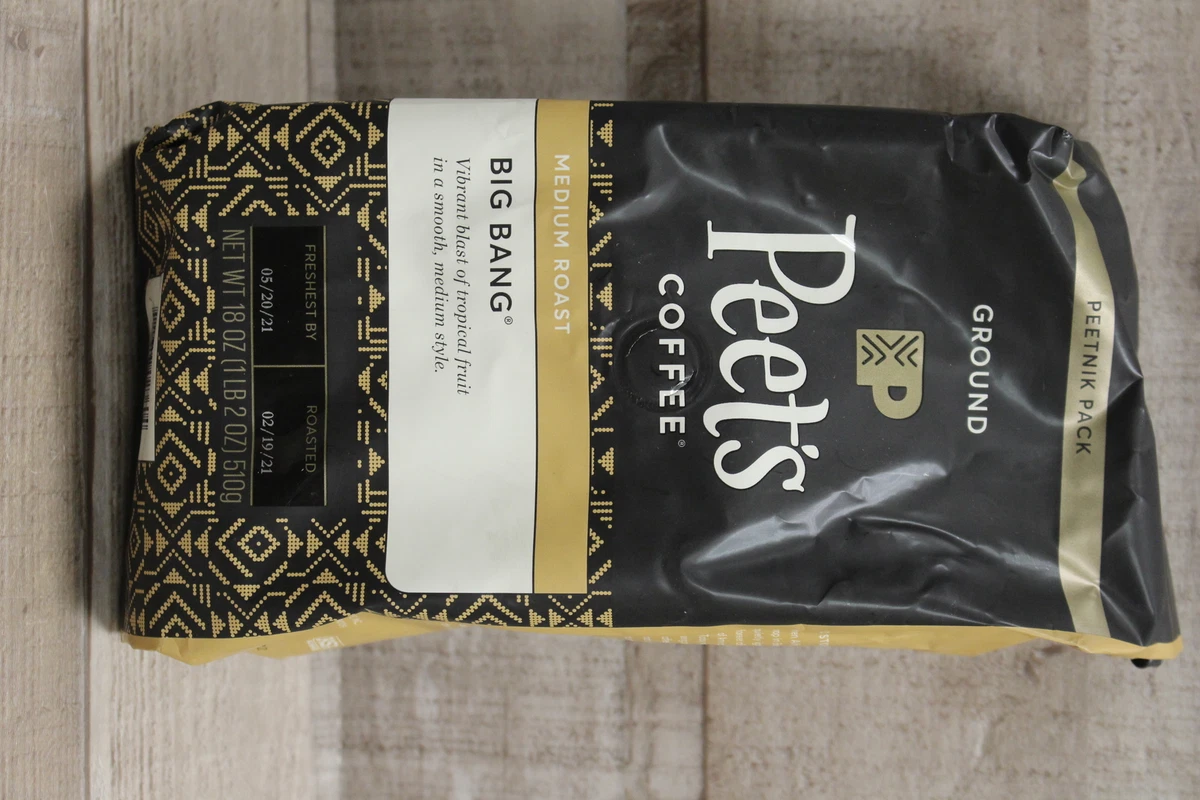 PEETNIK PACK
GROUND
P
Peet's
COFFEE®
MEDIUM ROAST
BIG BANG®
Vibrant blast of tropical fruit
in a smooth, medium style.
FRESHEST BY
ROASTED
05/20/21
02/19/21
NET WT 18 OZ (1 LB 2 OZ) 510g